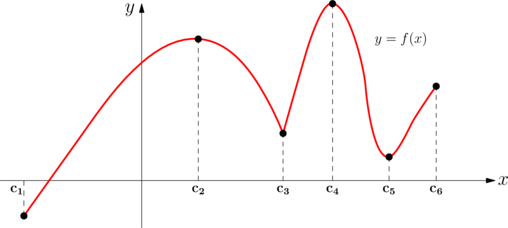 y
y = f(x)
c₁ c₂ c₃ c₄ c₅ c₆ x